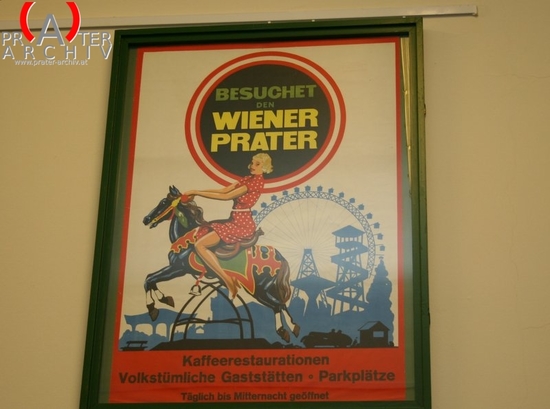 PRATER
ARCHIV
www.prater-archiv.at
BESUCHET
DEN
WIENER
PRATER
Kaffeerestaurationen
Volkstümliche Gaststätten • Parkplätze
Täglich bis Mitternacht geöffnet